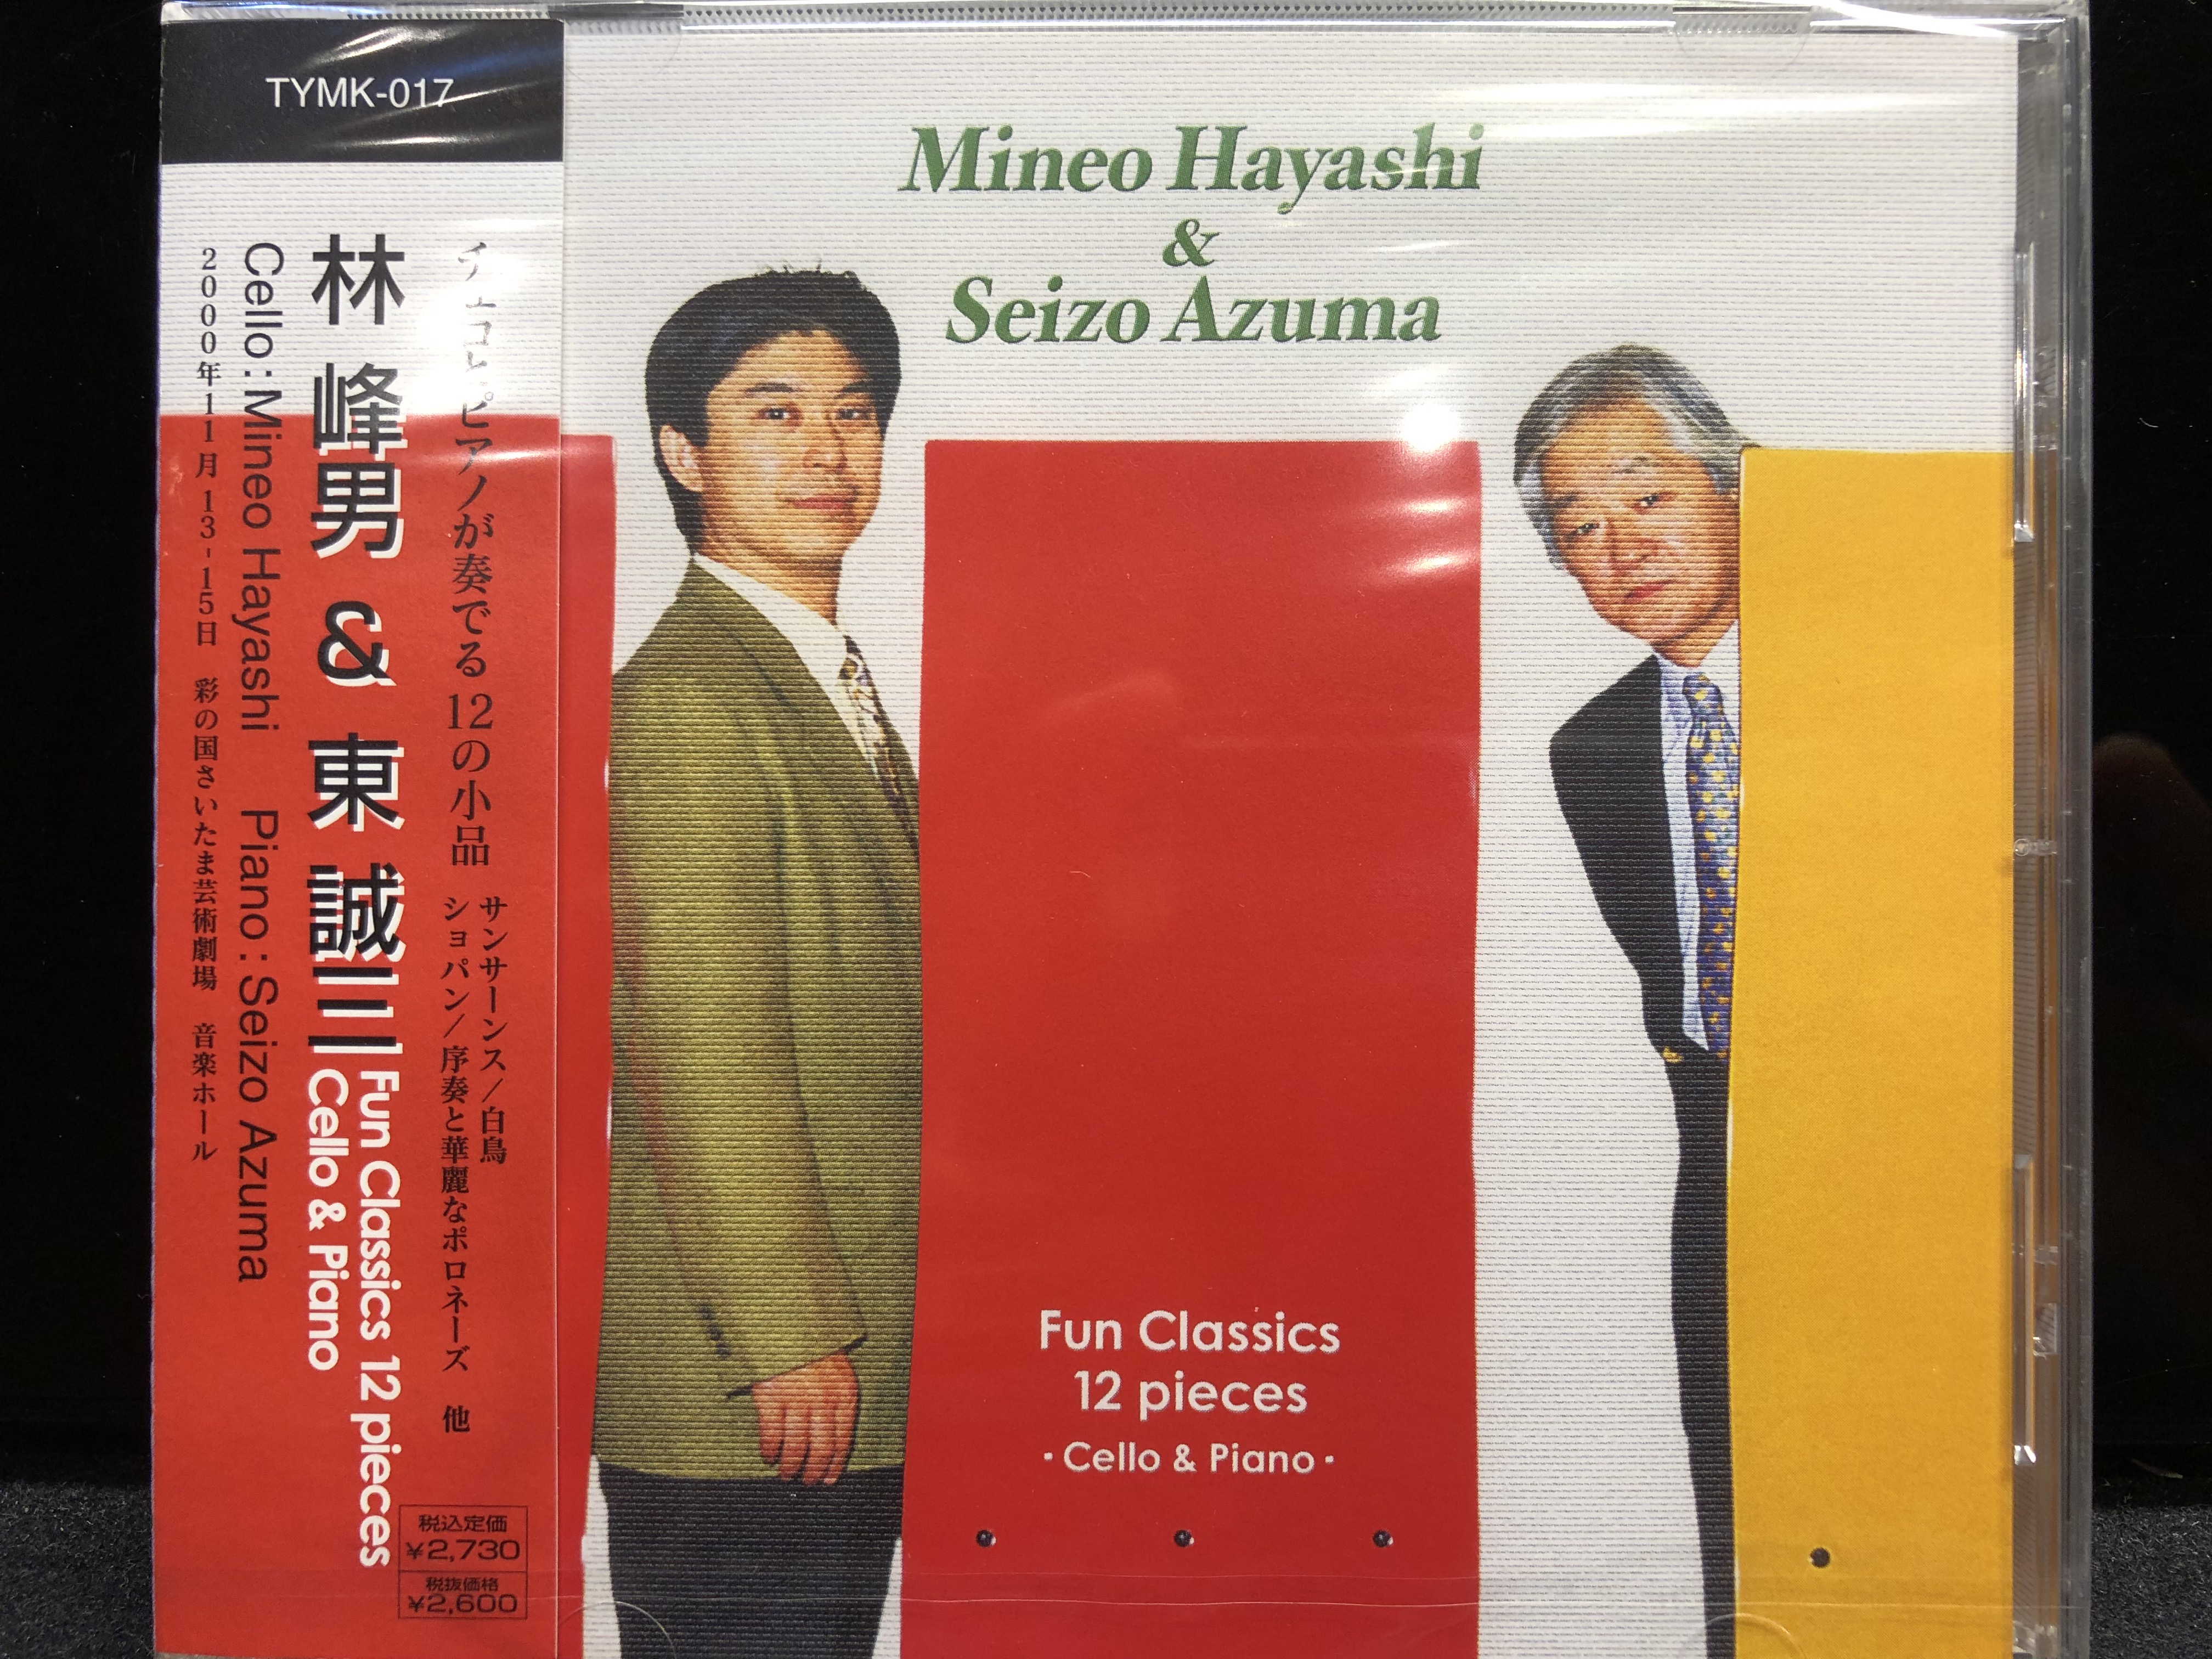 TYMK-017
チェロとピアノが奏でる12の小品
サンサーンス/白鳥
ショパン/序奏と華麗なポロネーズ 他
林 峰男 & 東 誠三
Fun Classics 12 pieces
Cello & Piano
Cello : Mineo Hayashi Piano : Seizo Azuma
2000年11月13-15日 彩の国さいたま芸術劇場 音楽ホール
税込定価
¥2,730
税抜価格
¥2,600
Mineo Hayashi
&
Seizo Azuma
Fun Classics
12 pieces
· Cello & Piano ·